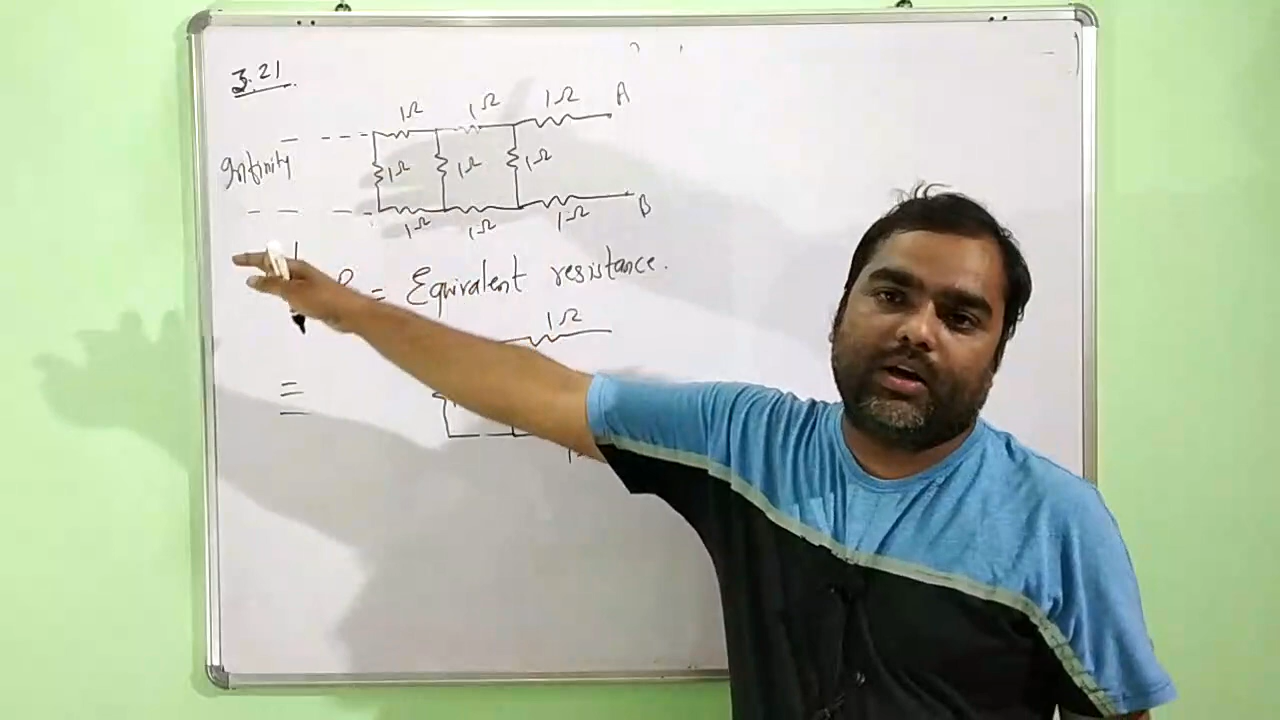 3.21
1Ω 1Ω 1Ω A
Infinity 1Ω 1Ω 1Ω
1Ω 1Ω 1Ω B
= Equivalent resistance.
1Ω
=